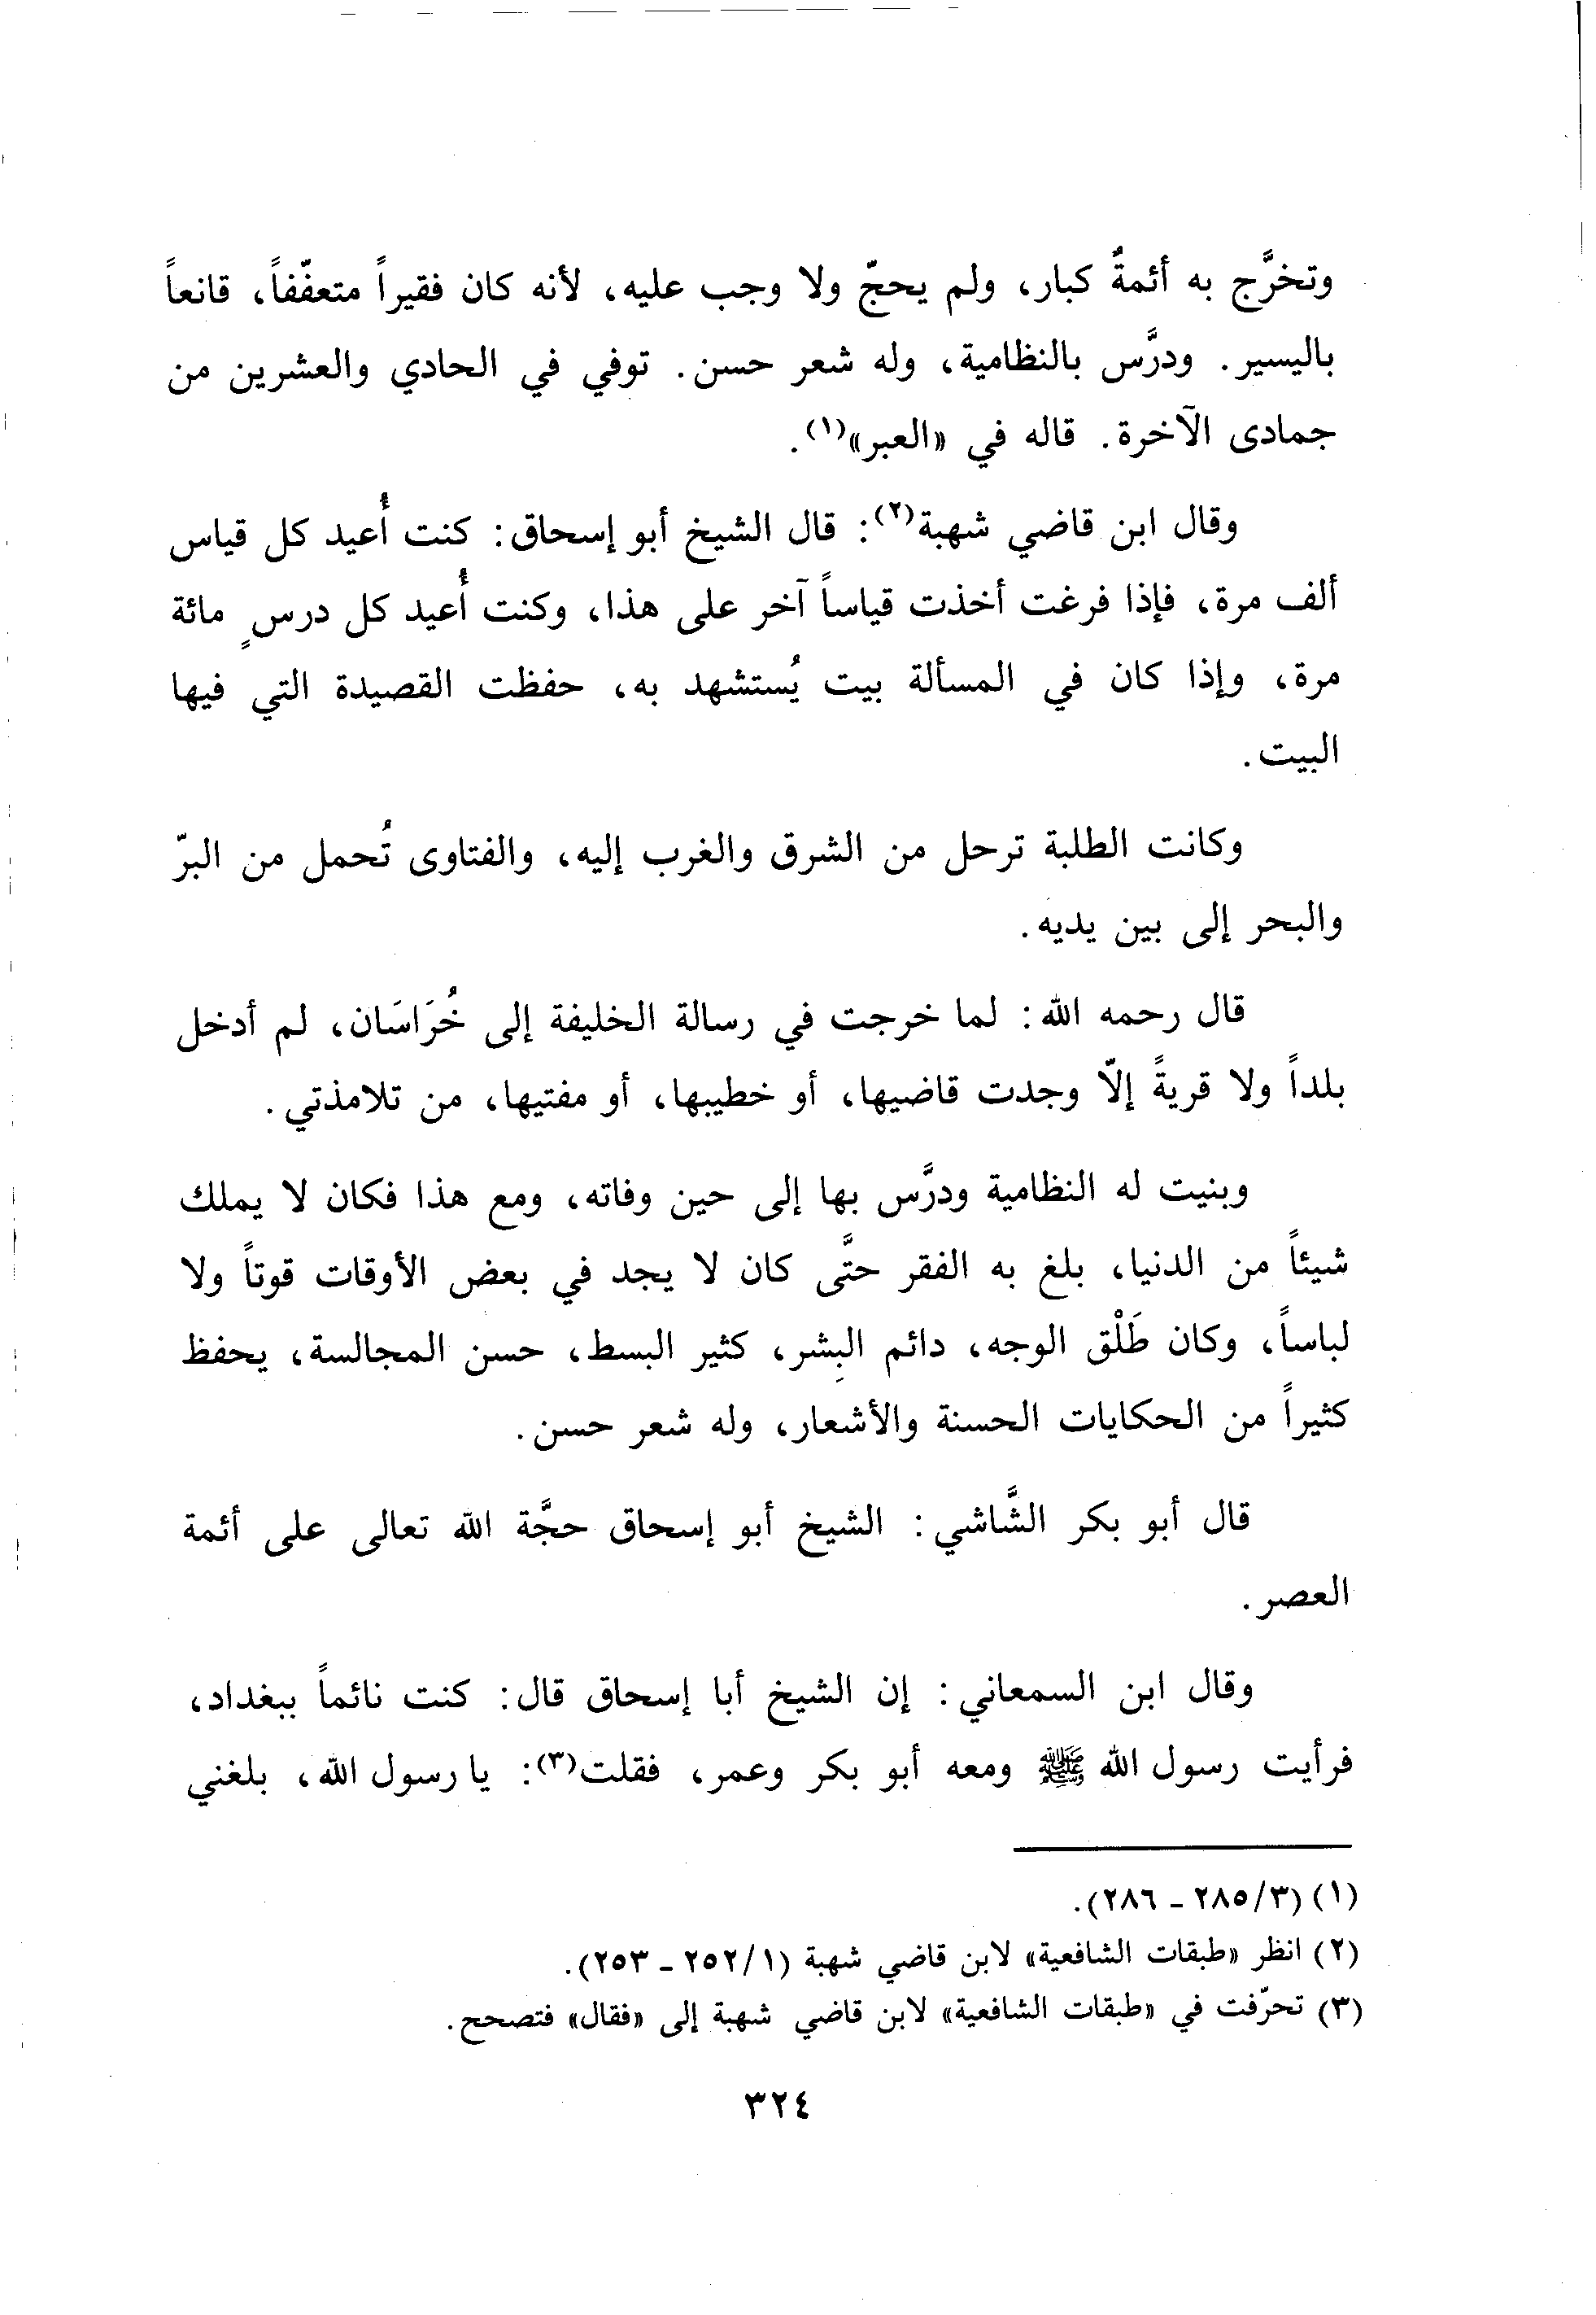 وتخرَّج به أئمةٌ كبار، ولم يحجّ ولا وجب عليه، لأنه كان فقيراً متعفّفاً، قانعاً
باليسير. ودرَّس بالنظامية، وله شعر حسن. توفي في الحادي والعشرين من
جمادى الآخرة. قاله في «العبر»(١).
وقال ابن قاضي شهبة(٢): قال الشيخ أبو إسحاق: كنت أُعيد كل قياس
ألف مرة، فإذا فرغت أخذت قياساً آخر على هذا، وكنت أُعيد كل درسٍ مائة
مرة، وإذا كان في المسألة بيت يُستشهد به، حفظت القصيدة التي فيها
البيت.
وكانت الطلبة ترحل من الشرق والغرب إليه، والفتاوى تُحمل من البرّ
والبحر إلى بين يديه.
قال رحمه الله: لما خرجت في رسالة الخليفة إلى خُرَاسَان، لم أدخل
بلداً ولا قريةً إلّا وجدت قاضيها، أو خطيبها، أو مفتيها، من تلامذتي.
وبنيت له النظامية ودرَّس بها إلى حين وفاته، ومع هذا فكان لا يملك
شيئاً من الدنيا، بلغ به الفقر حتَّى كان لا يجد في بعض الأوقات قوتاً ولا
لباساً، وكان طَلْق الوجه، دائم البِشر، كثير البسط، حسن المجالسة، يحفظ
كثيراً من الحكايات الحسنة والأشعار، وله شعر حسن.
قال أبو بكر الشَّاشي: الشيخ أبو إسحاق حجَّة الله تعالى على أئمة
العصر.
وقال ابن السمعاني: إن الشيخ أبا إسحاق قال: كنت نائماً ببغداد،
فرأيت رسول الله ﷺ ومعه أبو بكر وعمر، فقلت(٣): يا رسول الله، بلغني
(١) (٢٨٥/٣ - ٢٨٦).
(٢) انظر «طبقات الشافعية» لابن قاضي شهبة (٢٥٢/١ - ٢٥٣).
(٣) تحرّفت في «طبقات الشافعية» لابن قاضي شهبة إلى «فقال» فتصحح.
٣٢٤